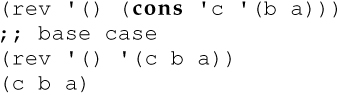 (rev '() (cons 'c '(b a)))
;; base case
(rev '() '(c b a))
(c b a)